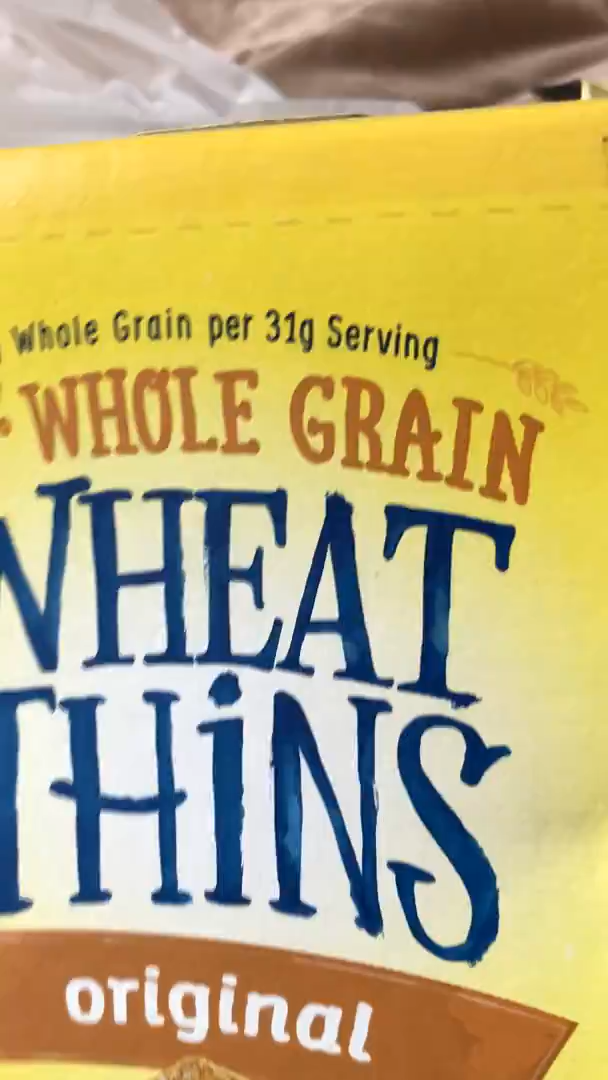 Whole Grain per 31g Serving
WHOLE GRAIN
WHEAT
THiNS
original